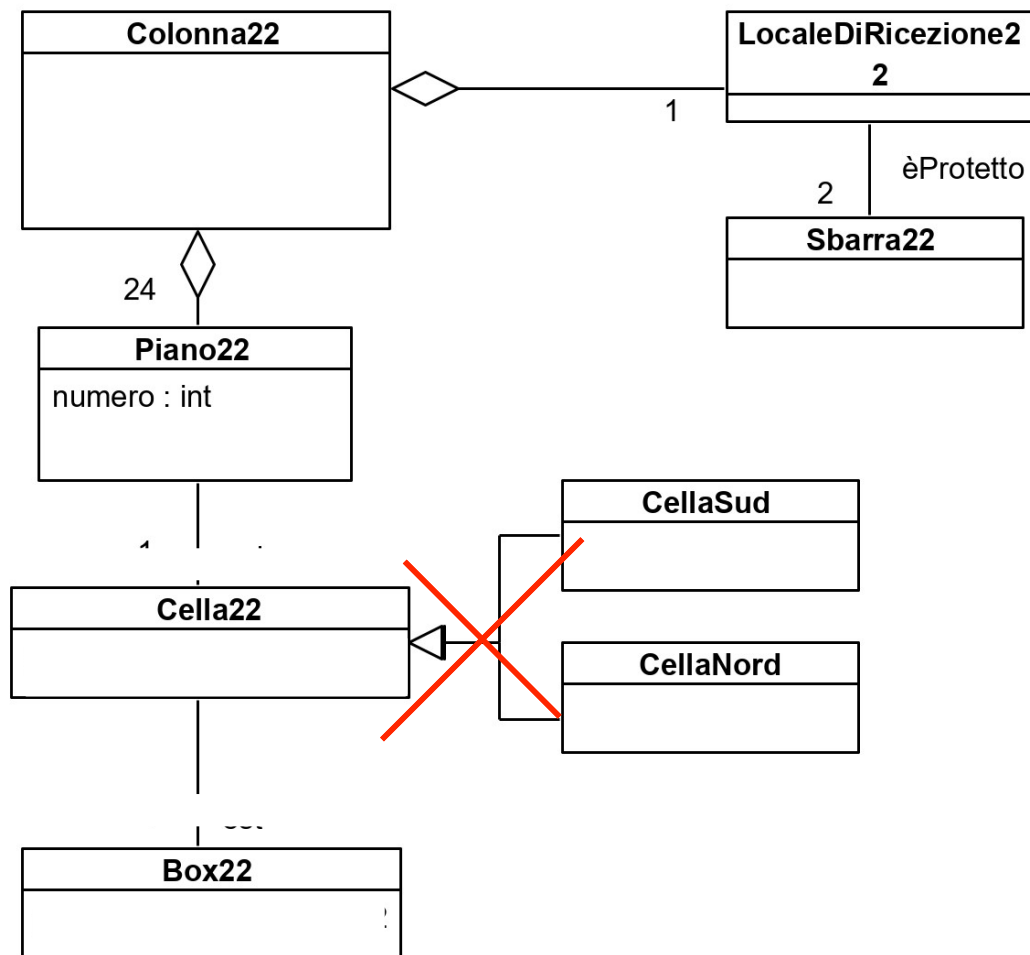 Colonna22
LocaleDiRicezione2
2
1
èProtetto
2
Sbarra22
24
Piano22
numero : int
CellaSud
Cella22
CellaNord
Box22